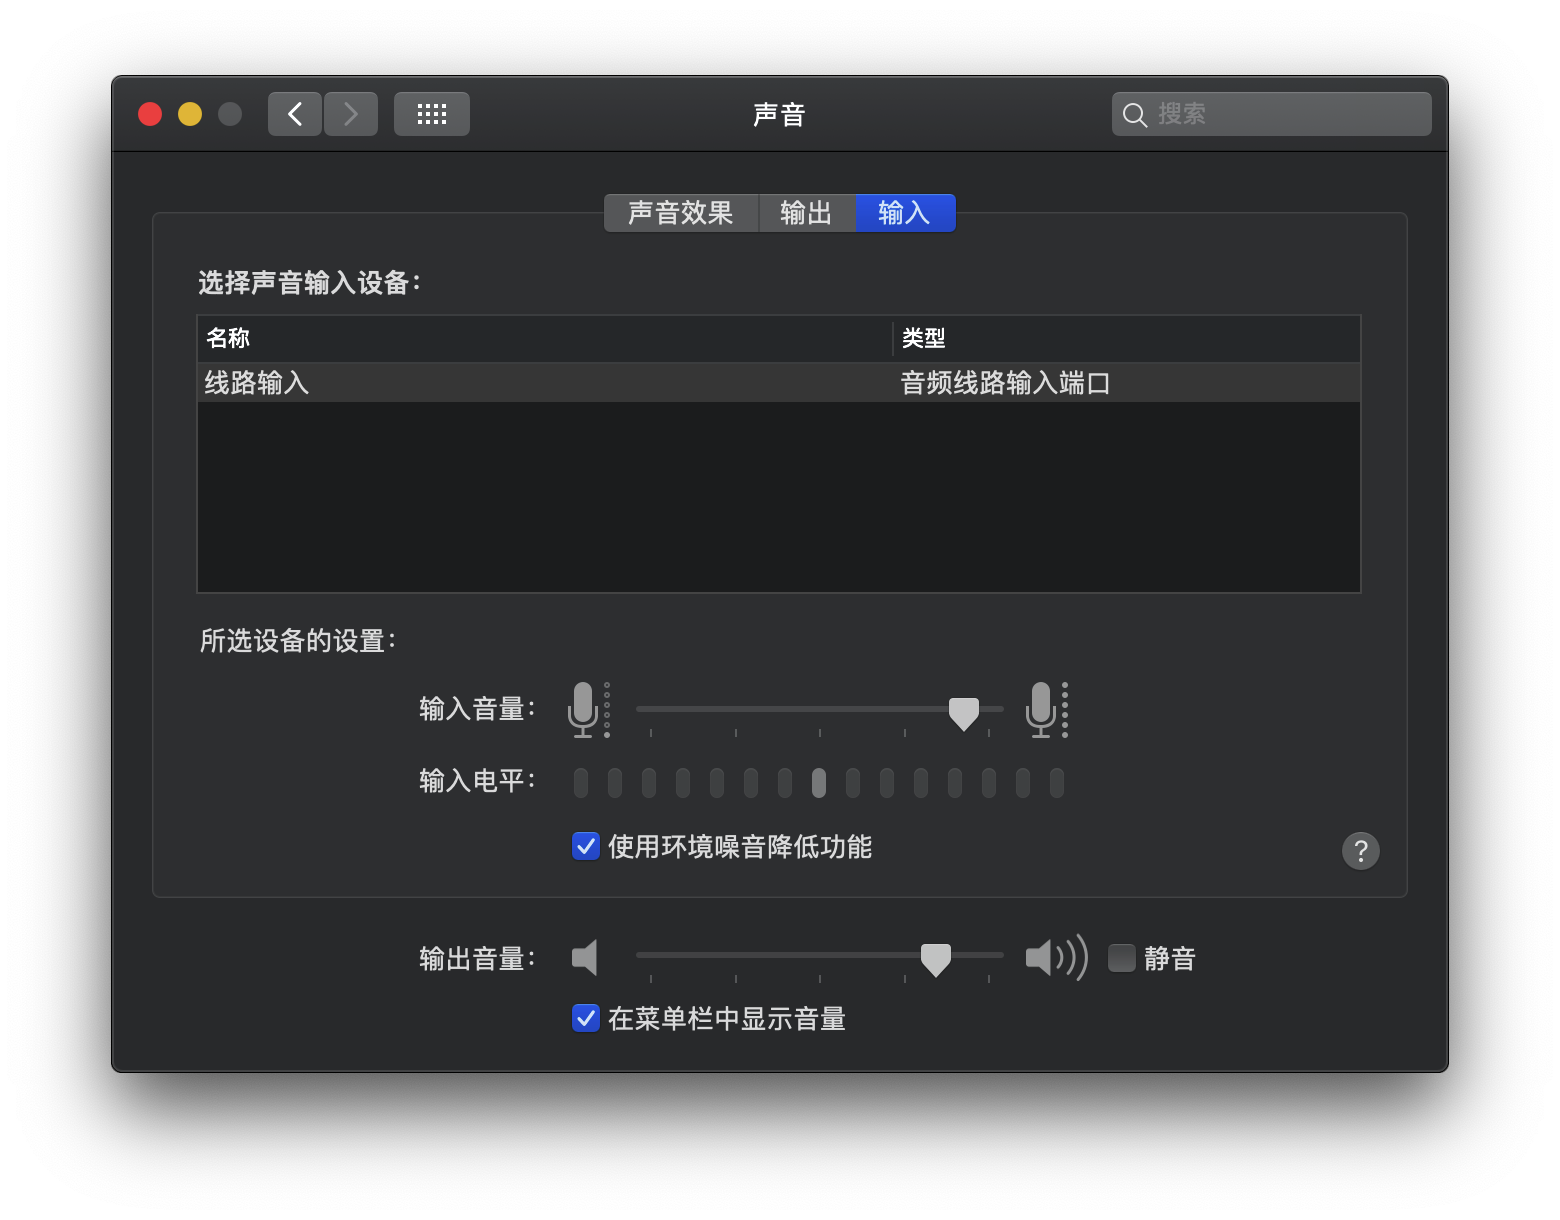 声音
搜索
声音效果 输出 输入
选择声音输入设备：
名称 类型
线路输入 音频线路输入端口
所选设备的设置：
输入音量：
输入电平：
使用环境噪音降低功能
?
输出音量： 静音
在菜单栏中显示音量